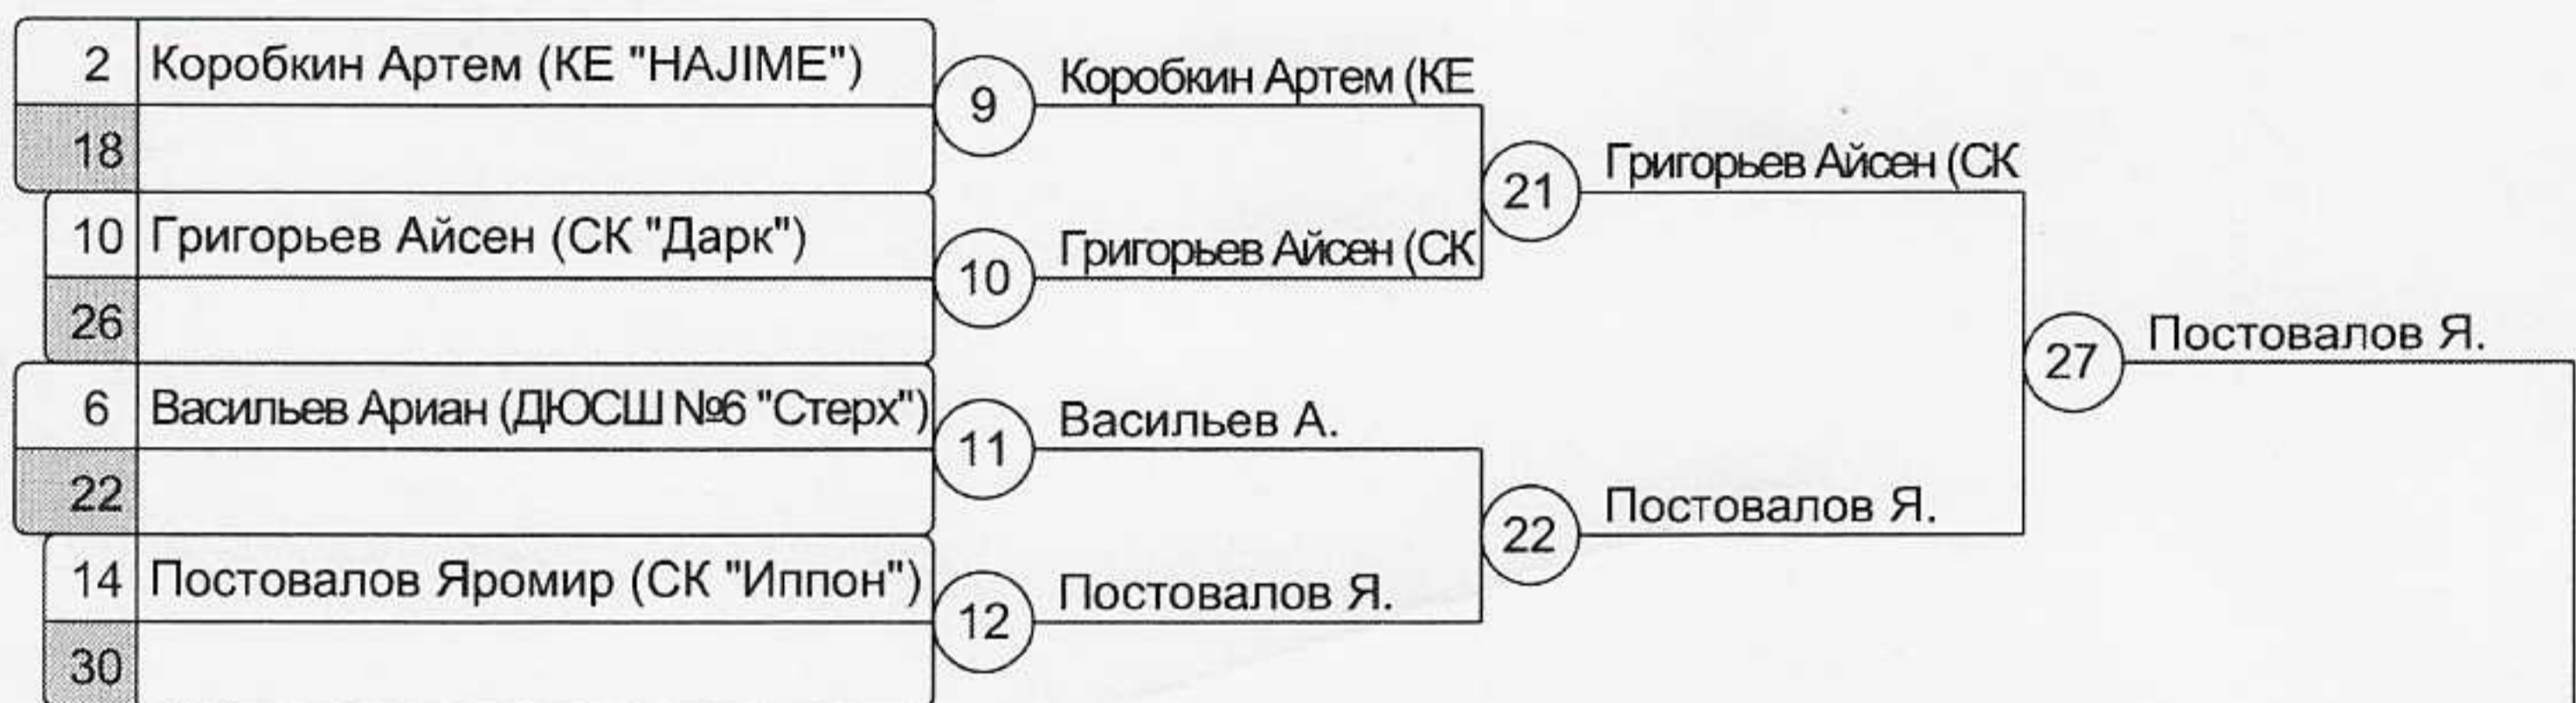 2 Коробкин Артем (КЕ "HAJIME")
18
9
Коробкин Артем (КЕ
10 Григорьев Айсен (СК "Дарк")
26
10
Григорьев Айсен (СК
21
Григорьев Айсен (СК
6 Васильев Ариан (ДЮСШ №6 "Стерх")
22
11
Васильев А.
14 Постовалов Яромир (СК "Иппон")
30
12
Постовалов Я.
22
Постовалов Я.
27
Постовалов Я.